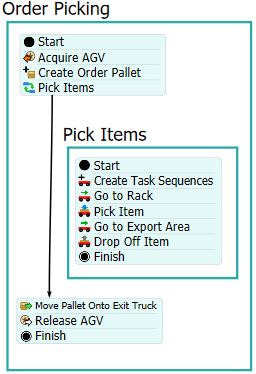 Order Picking
Start
Acquire AGV
Create Order Pallet
Pick Items
Pick Items
Start
Create Task Sequences
Go to Rack
Pick Item
Go to Export Area
Drop Off Item
Finish
Move Pallet Onto Exit Truck
Release AGV
Finish